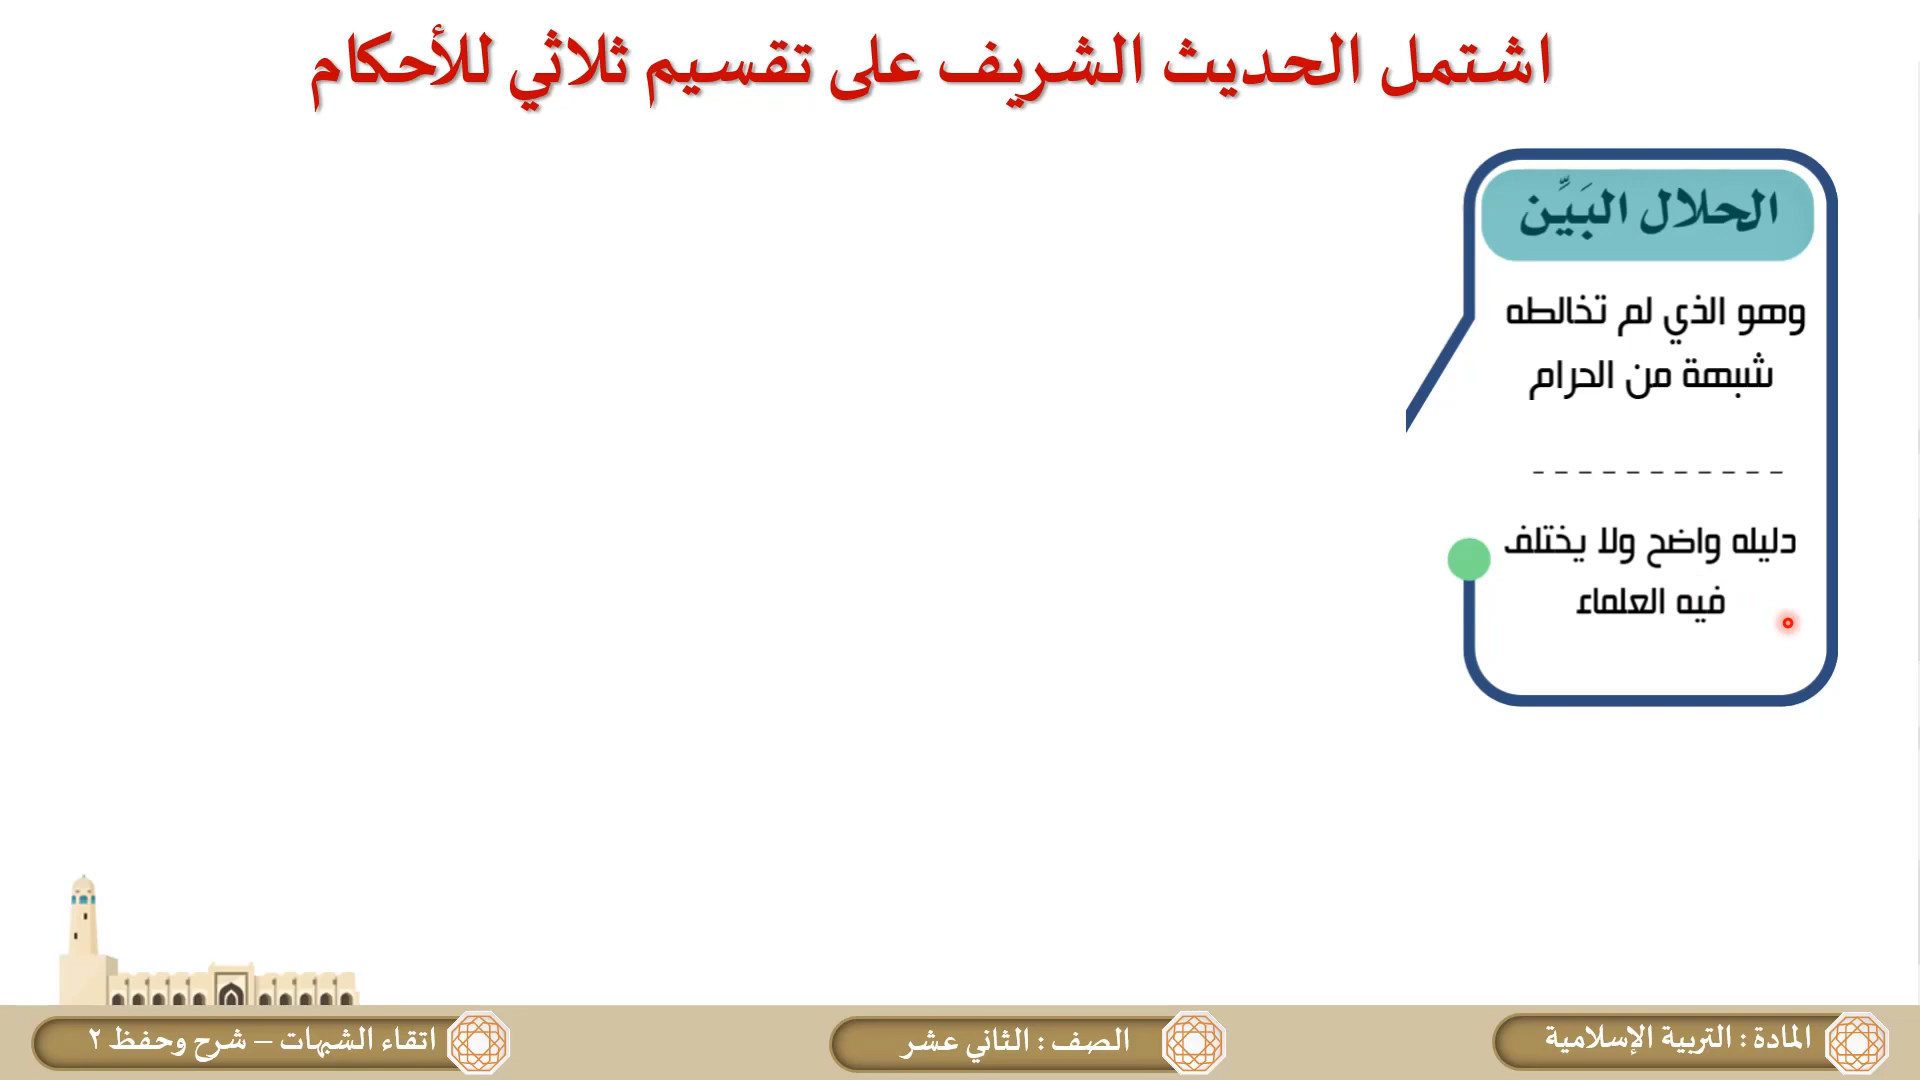 اشتمل الحديث الشريف على تقسيم ثلاثي للأحكام
الحلال البَيِّن
وهو الذي لم تخالطه
شبهة من الحرام
دليله واضح ولا يختلف
فيه العلماء
المادة : التربية الإسلامية
الصف : الثاني عشر
اتقاء الشبهات – شرح وحفظ ٢